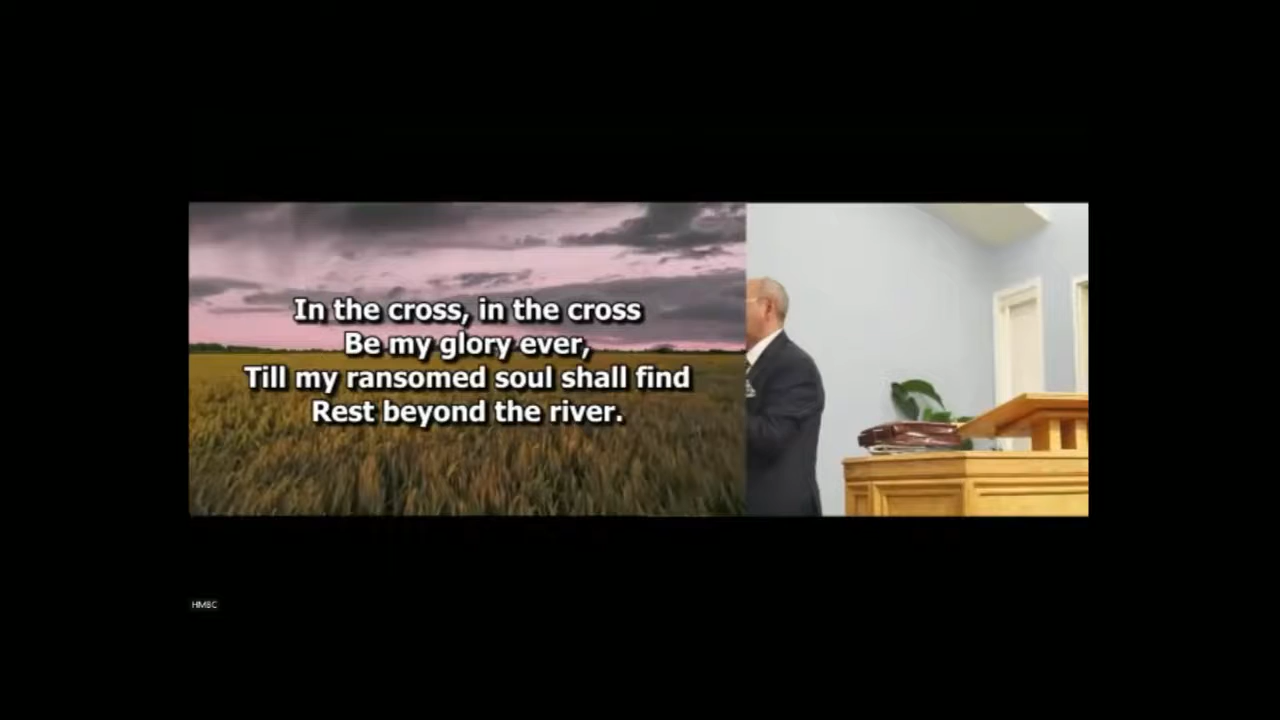 In the cross, in the cross
Be my glory ever,
Till my ransomed soul shall find
Rest beyond the river.
HMBC